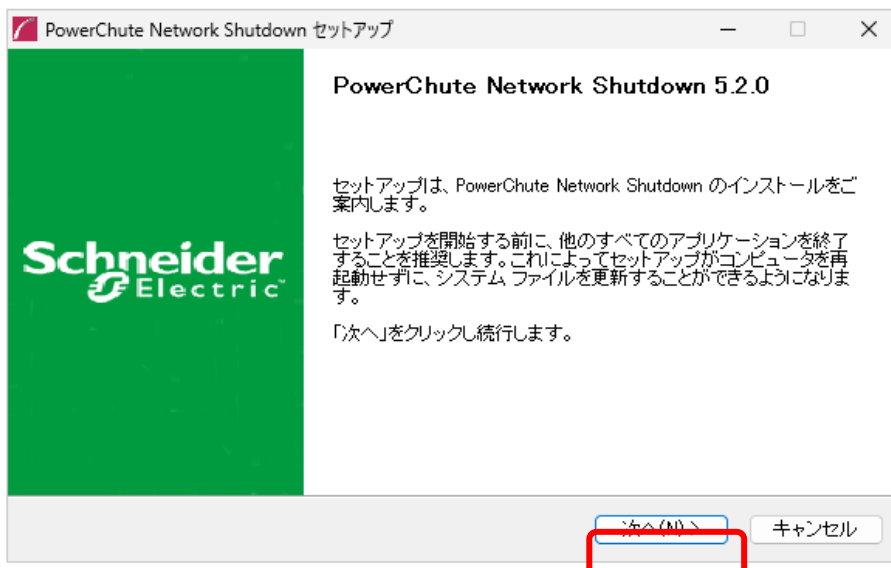 PowerChute Network Shutdown セットアップ
PowerChute Network Shutdown 5.2.0
セットアップは、PowerChute Network Shutdown のインストールをご
案内します。
セットアップを開始する前に、他のすべてのアプリケーションを終了
することを推奨します。これによってセットアップがコンピュータを再
起動せずに、システム ファイルを更新することができるようになりま
す。
「次へ」をクリックし続行します。
Schneider
Electric
次へ(N) >
キャンセル